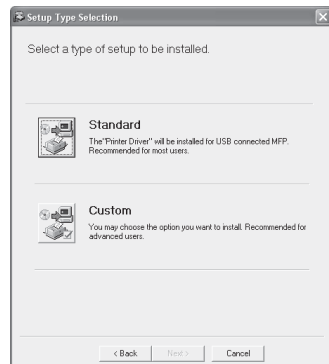 Setup Type Selection
Select a type of setup to be installed.
Standard
The"Printer Driver" will be installed for USB connected MFP.
Recommended for most users.
Custom
You may choose the option you want to install. Recommended for
advanced users.
< Back
Next >
Cancel